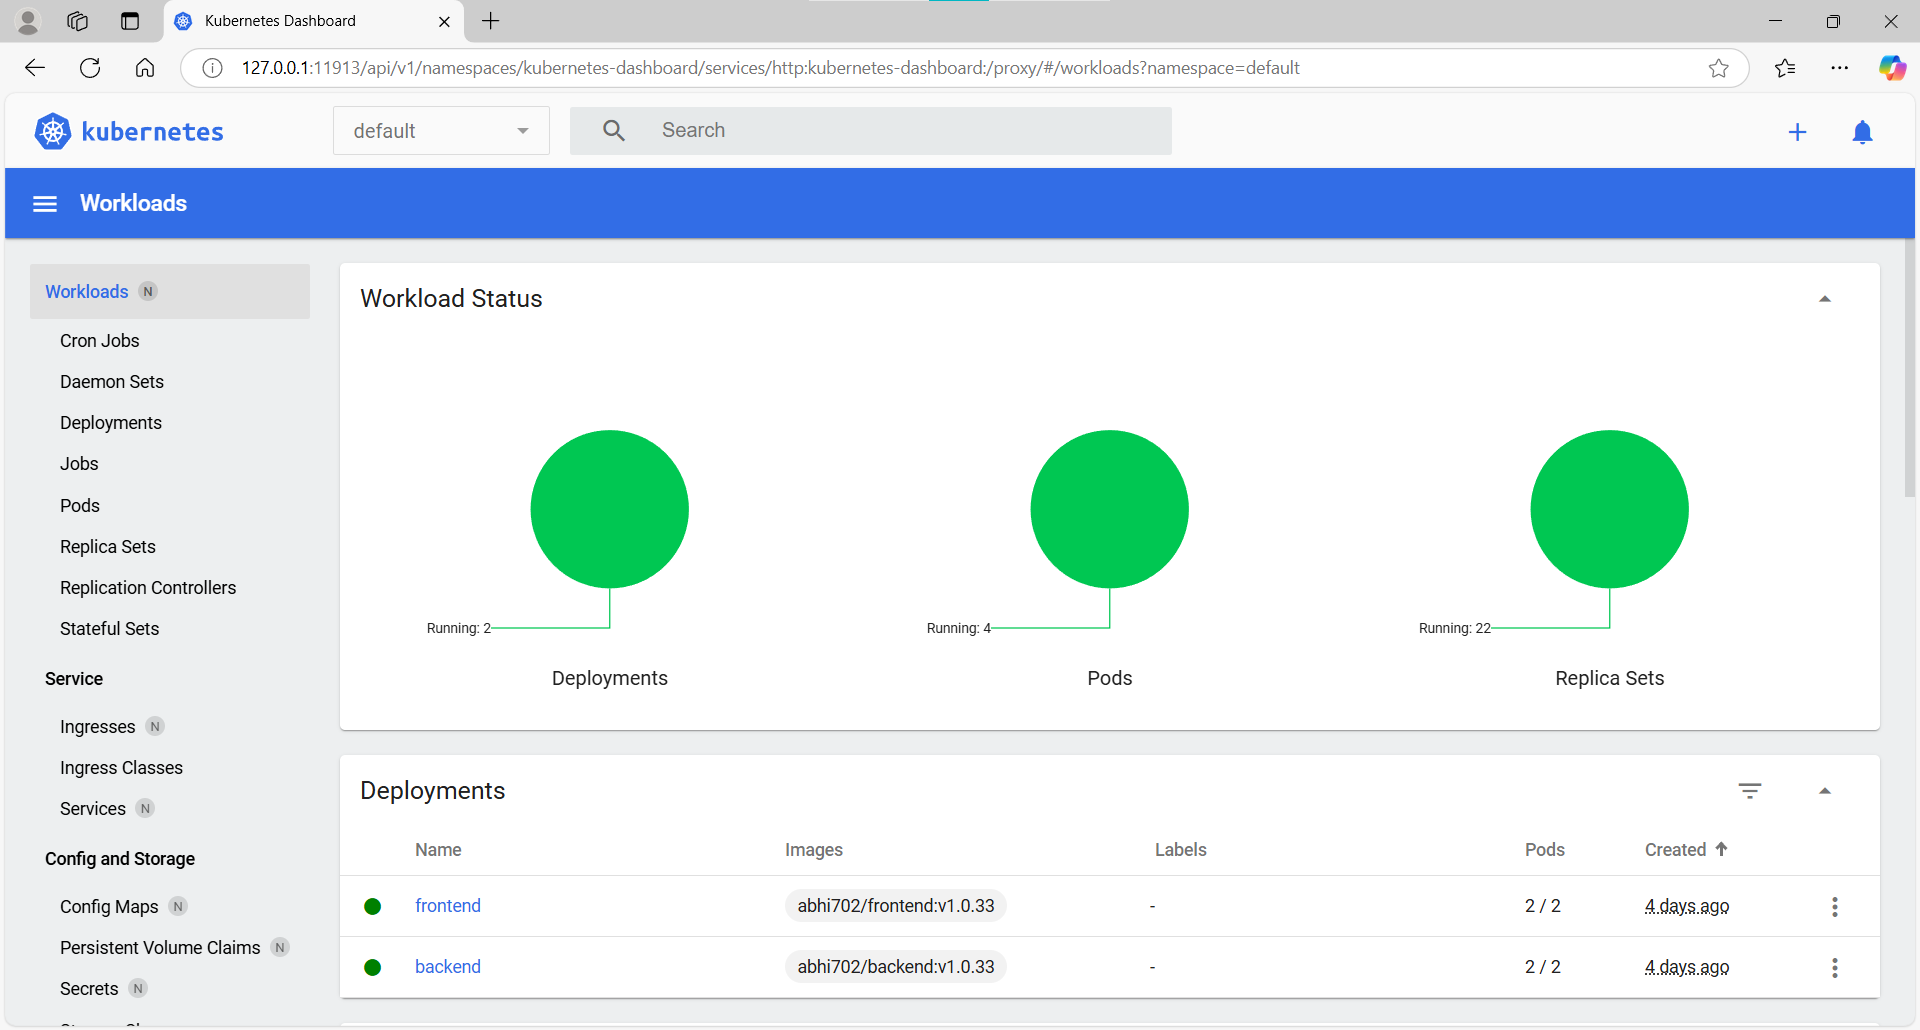 Kubernetes Dashboard
127.0.0.1:11913/api/v1/namespaces/kubernetes-dashboard/services/http:kubernetes-dashboard:/proxy/#/workloads?namespace=default
kubernetes
default
Search
Workloads
Workloads N
Cron Jobs
Daemon Sets
Deployments
Jobs
Pods
Replica Sets
Replication Controllers
Stateful Sets
Service
Ingresses N
Ingress Classes
Services N
Config and Storage
Config Maps N
Persistent Volume Claims N
Secrets N
Workload Status
Running: 2
Deployments
Running: 4
Pods
Running: 22
Replica Sets
Deployments
Name Images Labels Pods Created
frontend abhi702/frontend:v1.0.33 - 2 / 2 4 days ago
backend abhi702/backend:v1.0.33 - 2 / 2 4 days ago